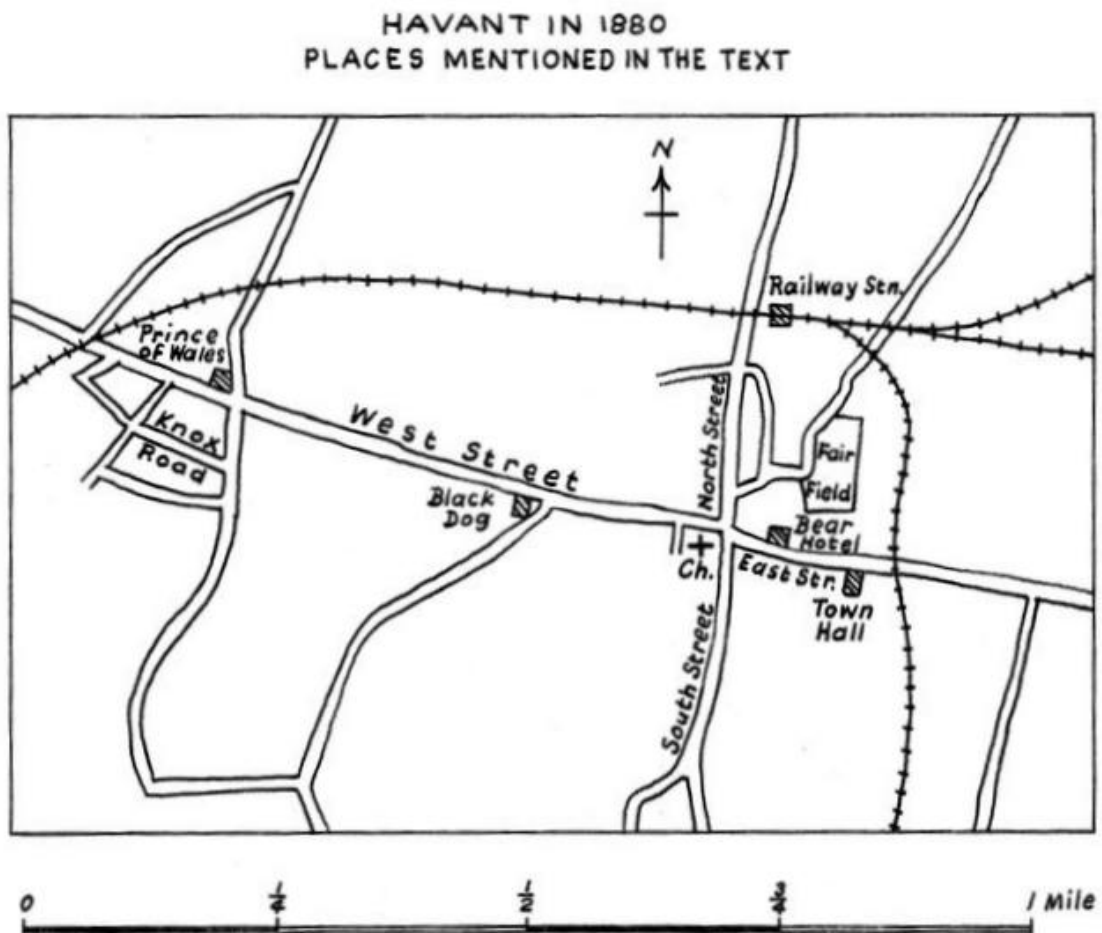 HAVANT IN 1880
PLACES MENTIONED IN THE TEXT
N
Railway Stn.
Prince
of Wales
Knox
Road
West Street
North Street
Fair
Field
Black
Dog
Bear
Hotel
Ch.
East Str.
Town
Hall
South Street
0 1/4 1/2 3/4 1 Mile